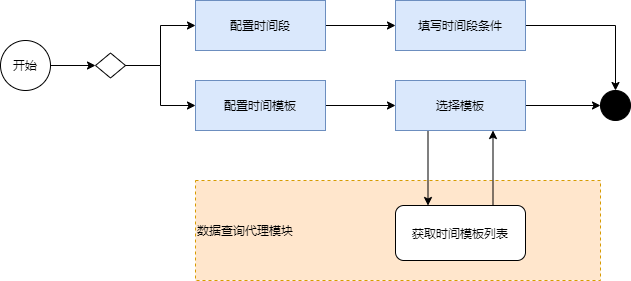 配置时间段
填写时间段条件
开始
配置时间模板
选择模板
数据查询代理模块
获取时间模板列表